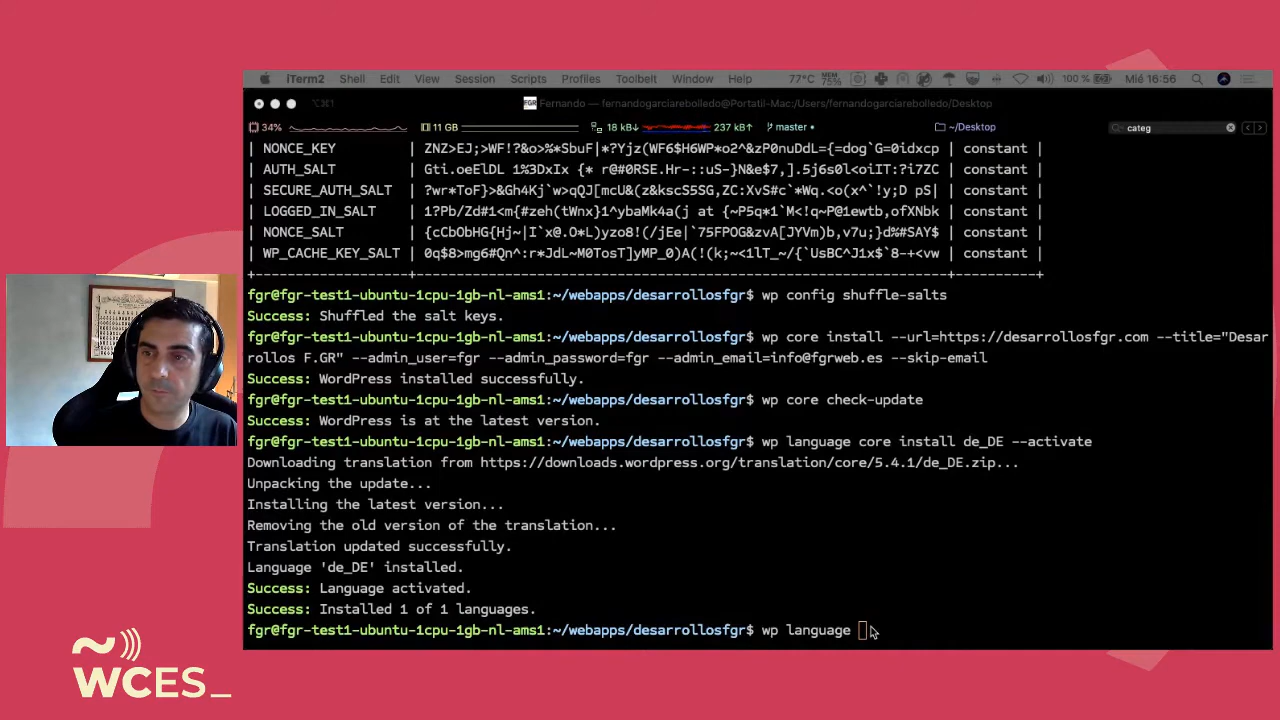 iTerm2 Shell Edit View Session Scripts Profiles Toolbelt Window Help 77°C MEM 75% 100 % Mié 16:56
⌥⌘1 FGR Fernando — fernandogarciarebolledo@Portatil-Mac:/Users/fernandogarciarebolledo/Desktop
34% 11 GB 18 kB↓ 237 kB↑ master • ~/Desktop categ
| NONCE_KEY | ZNZ>EJ;>WF!?&o>%*SbuF|*?Yjz(WF6$H6WP*o2^&zP0nuDdL={=dog`G=0idxcp | constant |
| AUTH_SALT | Gti.oeElDL 1%3DxIx {* r@#0RSE.Hr-::uS-}N&e$7,].5j6s0l<oiIT:?i7ZC | constant |
| SECURE_AUTH_SALT | ?wr*ToF}>&Gh4Kj`w>qQJ[mcU&(z&kscS5SG,ZC:XvS#c`*Wq.<o(x^`!y;D pS| | constant |
| LOGGED_IN_SALT | 1?Pb/Zd#1<m{#zeh(tWnx}1^ybaMk4a(j at {~P5q*1`M<!q~P@1ewtb,ofXNbk | constant |
| NONCE_SALT | {cCbObHG{Hj~|I`x@.O*L)yzo8!(/jEe|`75FPOG&zvA[JYVm)b,v7u;}d%#SAY$ | constant |
| WP_CACHE_KEY_SALT | 0q$8>mg6#Qn^:r*JdL~M0TosT]yMP_0)A(!(k;~<1lT_~/{`UsBC^J1x$`8-+<vw | constant |
fgr@fgr-test1-ubuntu-1cpu-1gb-nl-ams1:~/webapps/desarrollosfgr$ wp config shuffle-salts
Success: Shuffled the salt keys.
fgr@fgr-test1-ubuntu-1cpu-1gb-nl-ams1:~/webapps/desarrollosfgr$ wp core install --url=https://desarrollosfgr.com --title="Desar
rollos F.GR" --admin_user=fgr --admin_password=fgr --admin_email=info@fgrweb.es --skip-email
Success: WordPress installed successfully.
fgr@fgr-test1-ubuntu-1cpu-1gb-nl-ams1:~/webapps/desarrollosfgr$ wp core check-update
Success: WordPress is at the latest version.
fgr@fgr-test1-ubuntu-1cpu-1gb-nl-ams1:~/webapps/desarrollosfgr$ wp language core install de_DE --activate
Downloading translation from https://downloads.wordpress.org/translation/core/5.4.1/de_DE.zip...
Unpacking the update...
Installing the latest version...
Removing the old version of the translation...
Translation updated successfully.
Language 'de_DE' installed.
Success: Language activated.
Success: Installed 1 of 1 languages.
fgr@fgr-test1-ubuntu-1cpu-1gb-nl-ams1:~/webapps/desarrollosfgr$ wp language
WCES_